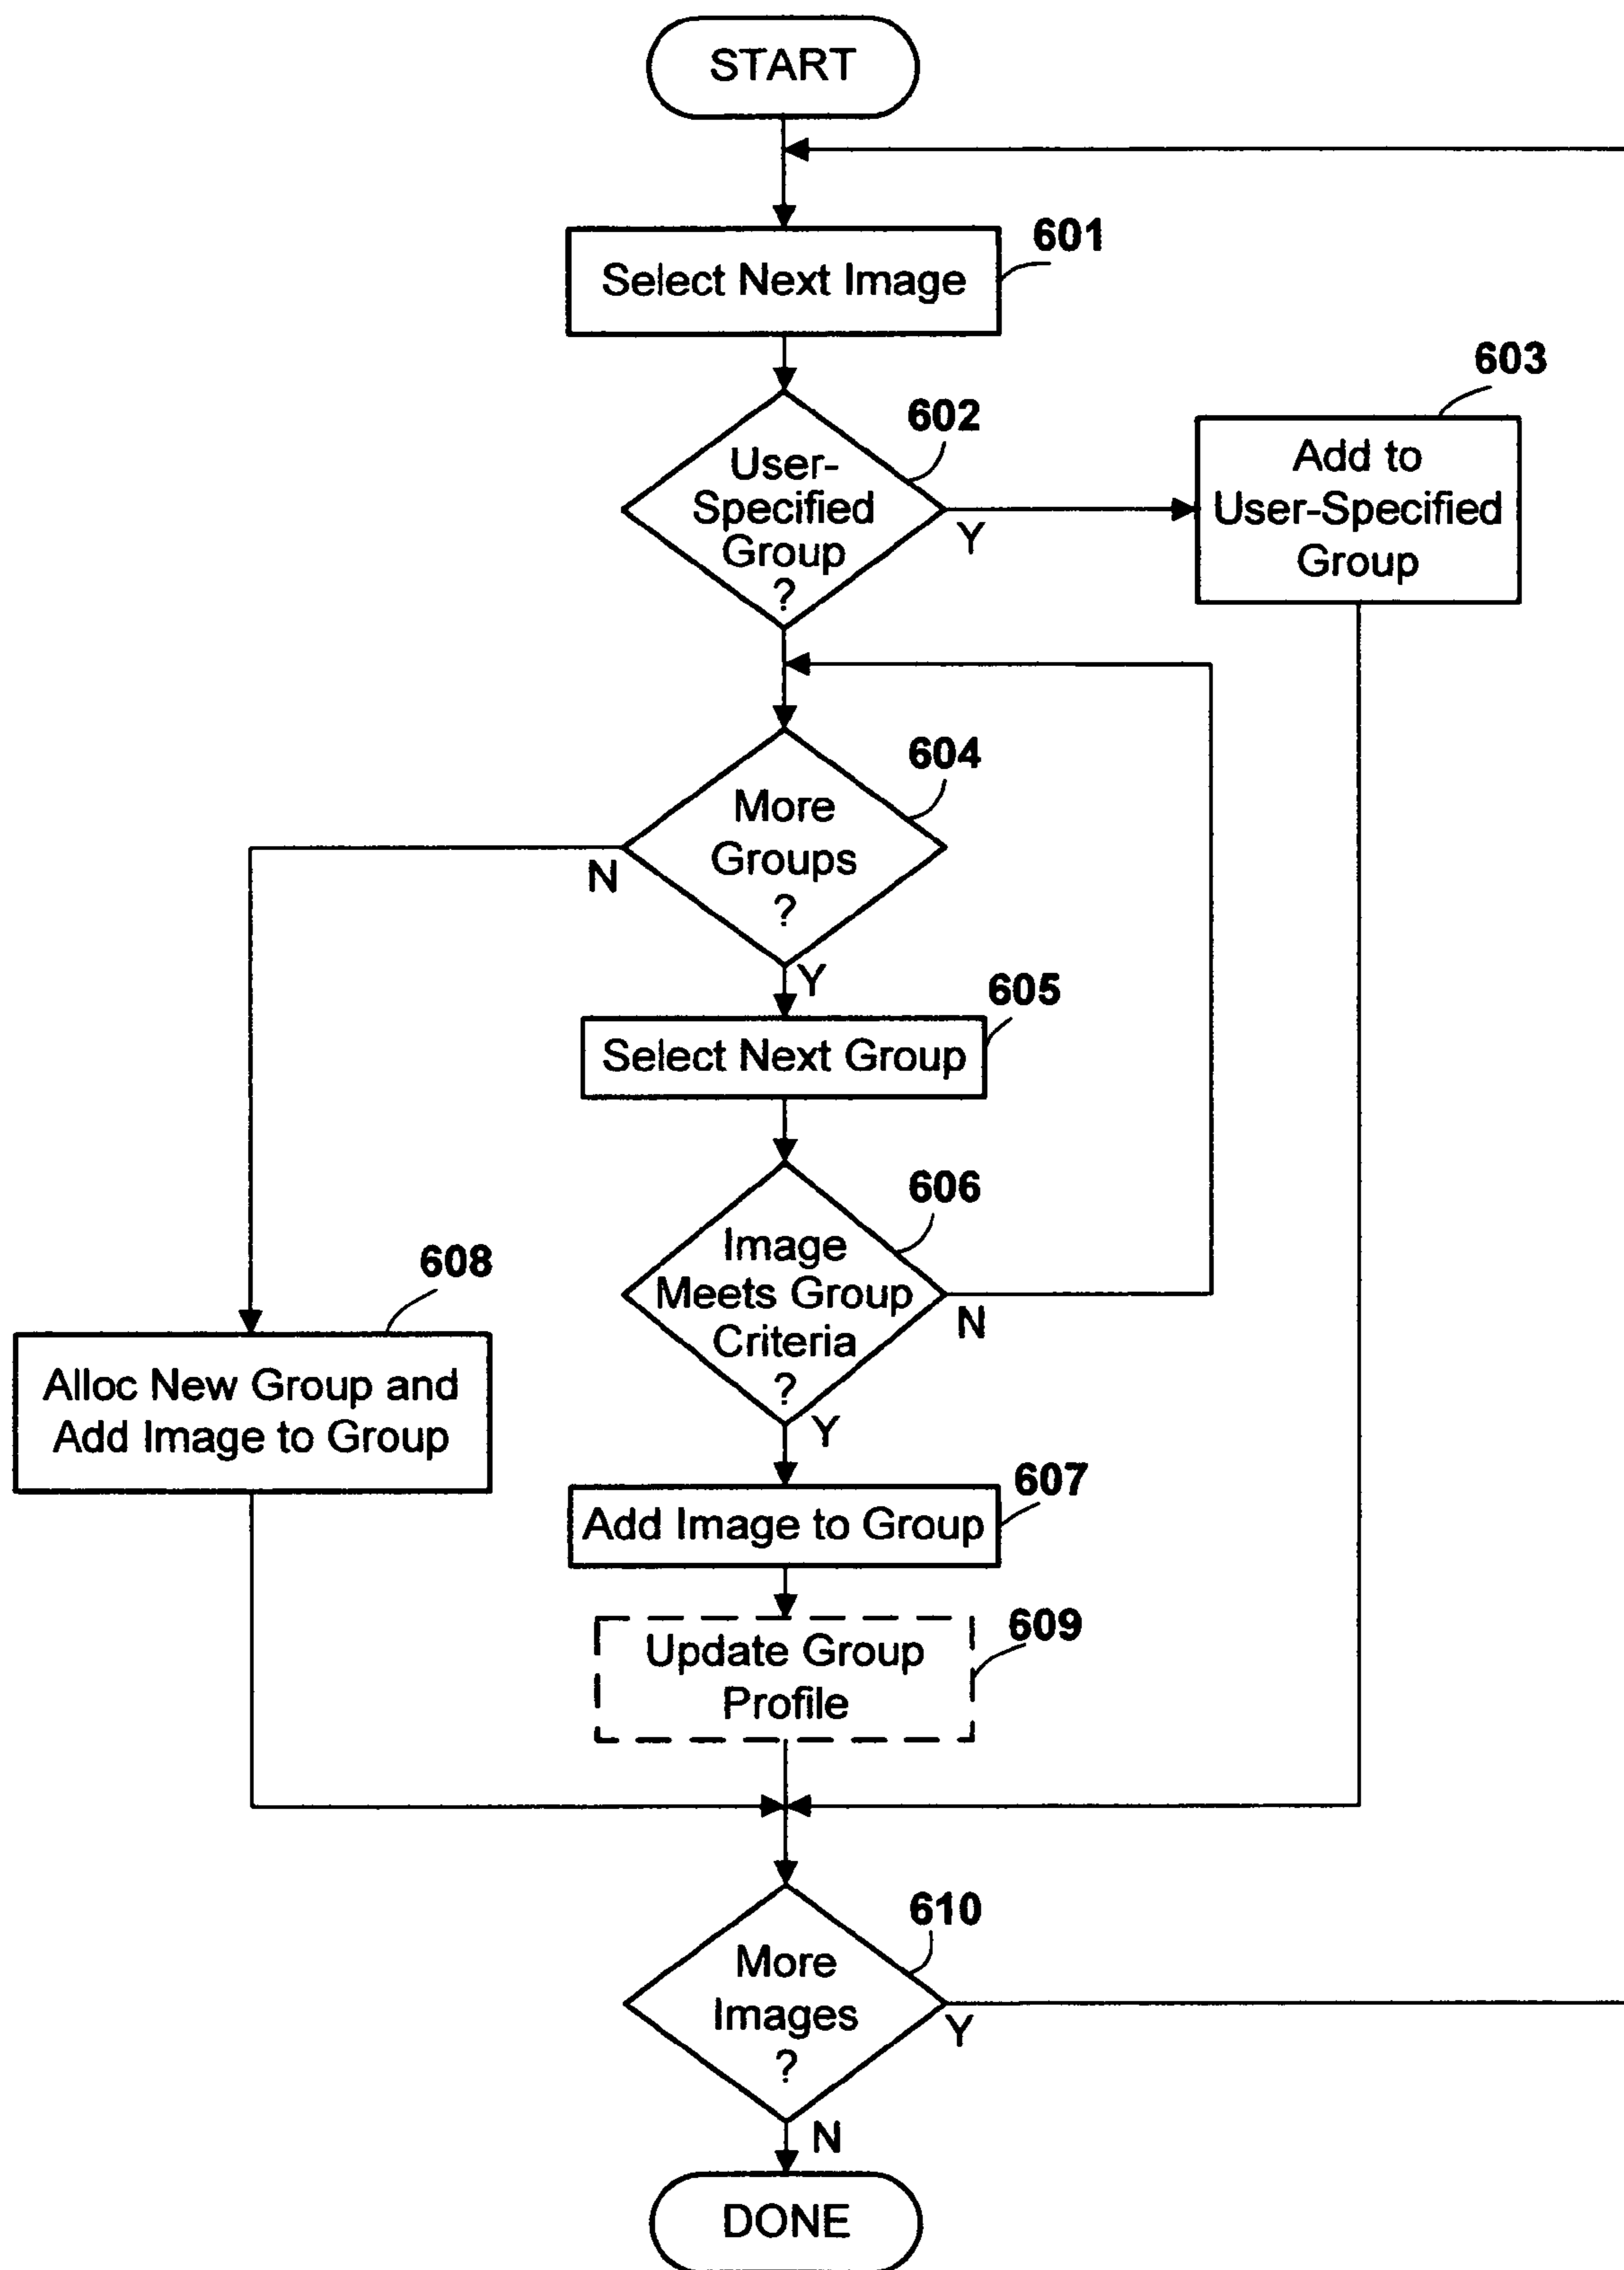 START
601
Select Next Image
602
603
User-
Specified
Group
?
Y
Add to
User-Specified
Group
604
More
Groups
?
N
Y
605
Select Next Group
606
Image
Meets Group
Criteria
?
N
Y
608
Alloc New Group and
Add Image to Group
607
Add Image to Group
609
Update Group
Profile
610
More
Images
?
Y
N
DONE